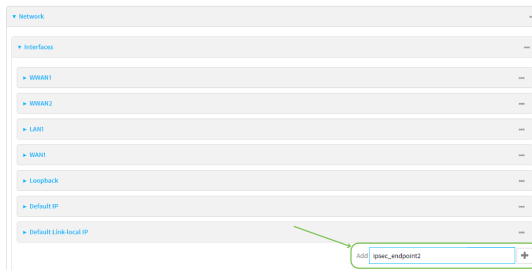 Network
Interfaces
WWAN1
WWAN2
LAN1
WAN1
Loopback
Default IP
Default Link-local IP
Add ipsec_endpoint2